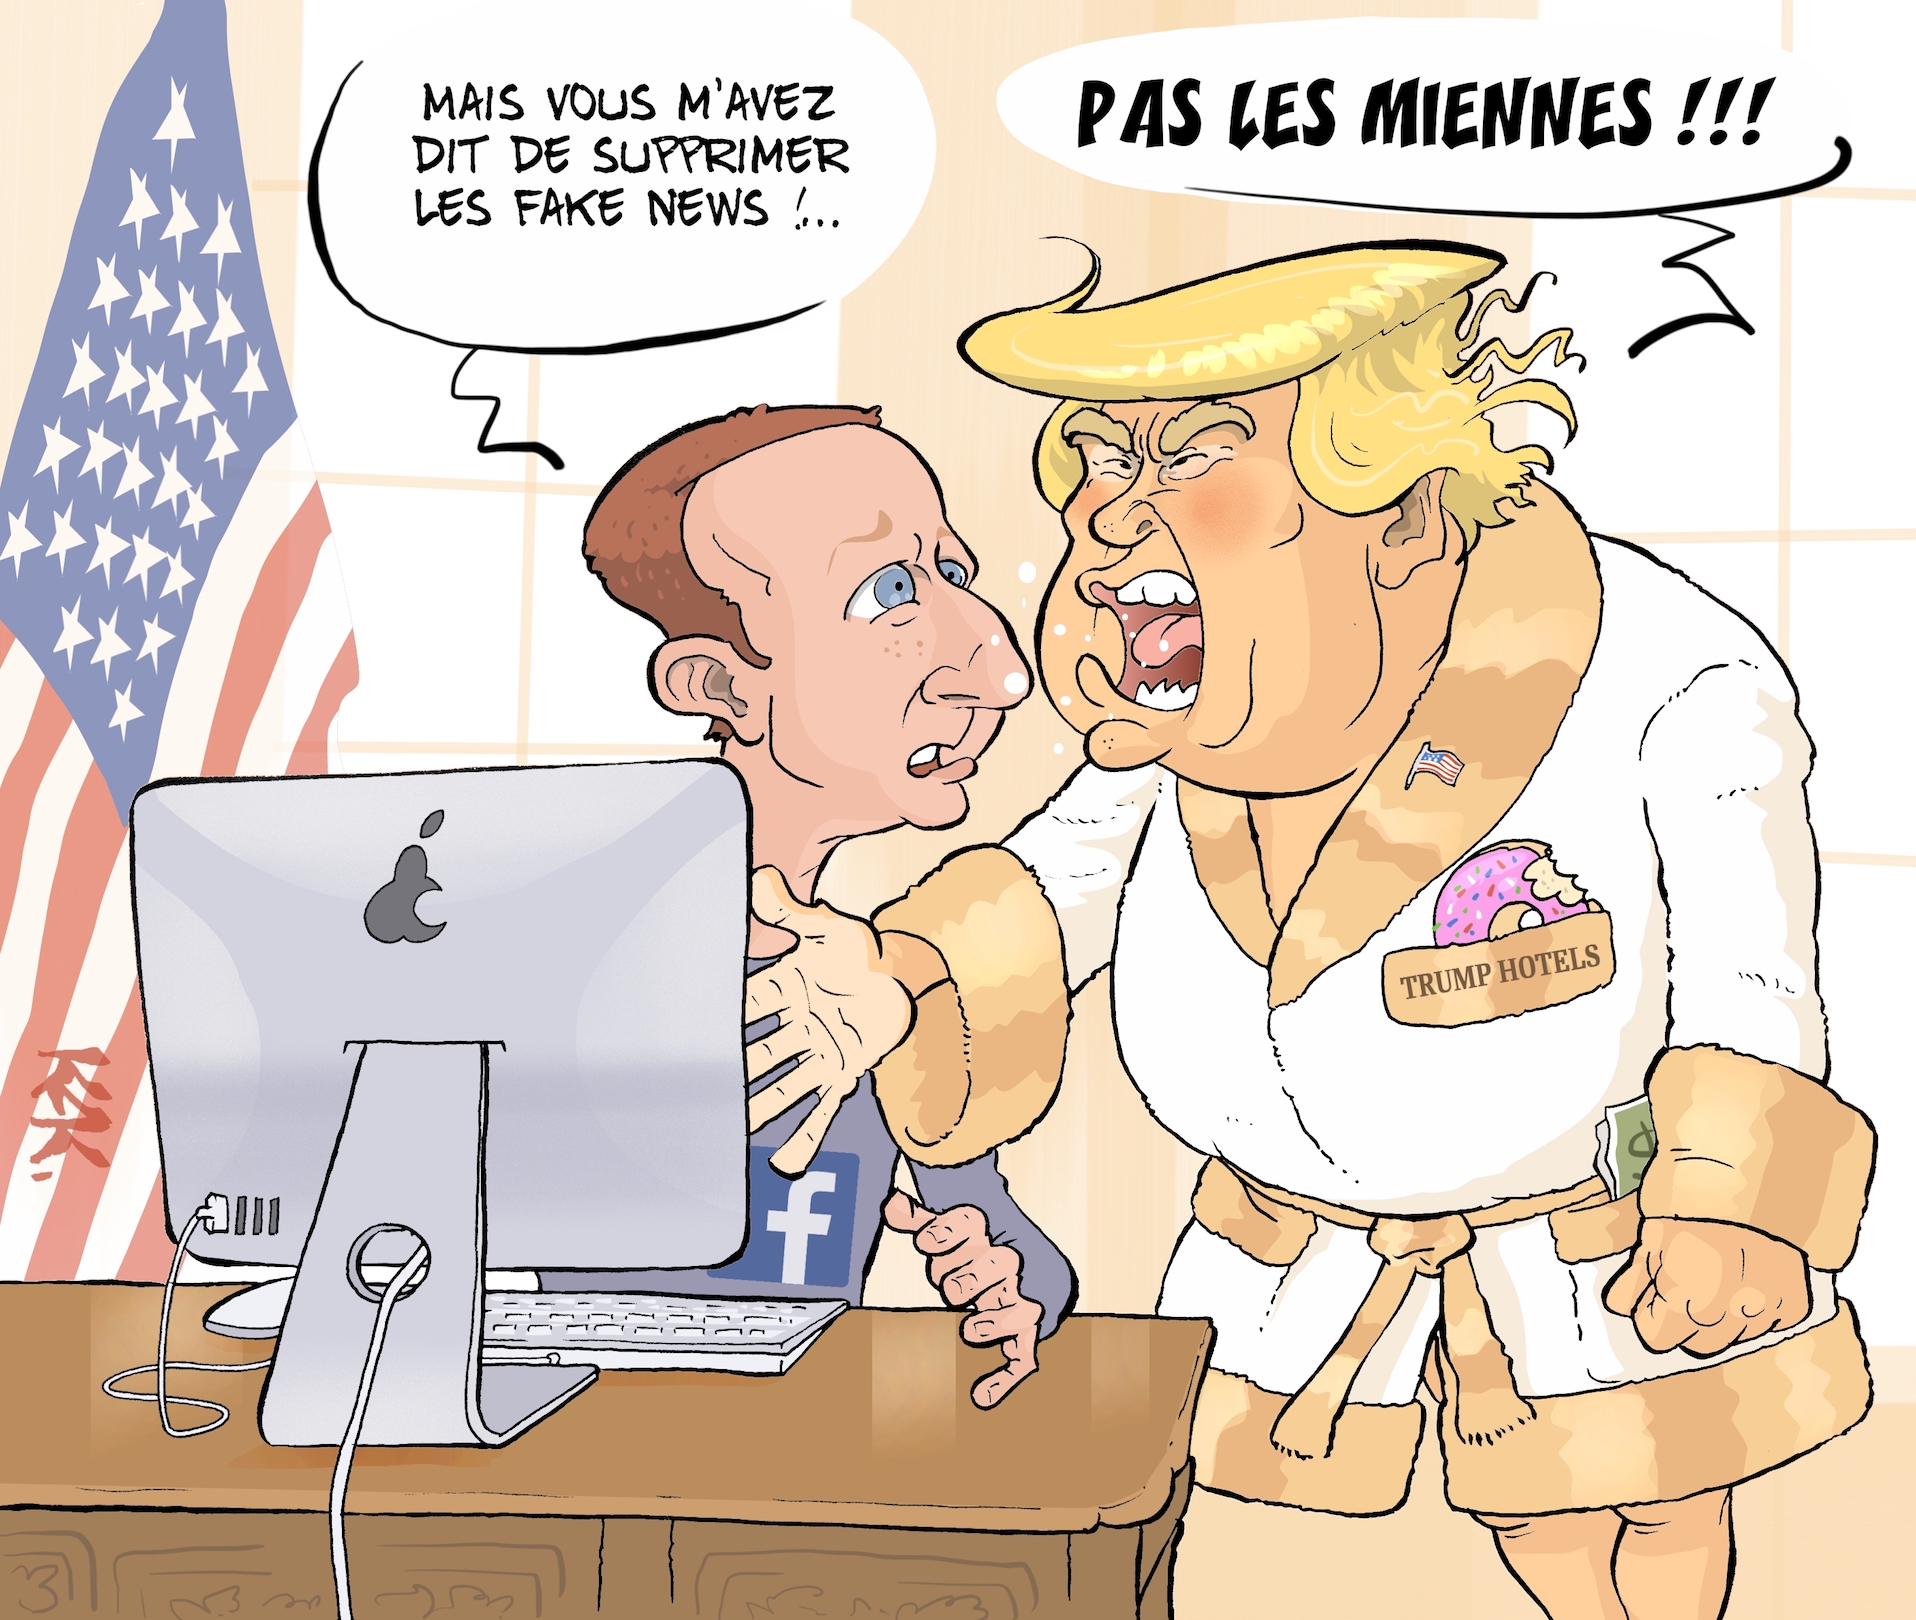 MAIS VOUS M'AVEZ
DIT DE SUPPRIMER
LES FAKE NEWS !...
PAS LES MIENNES !!!
TRUMP HOTELS
f